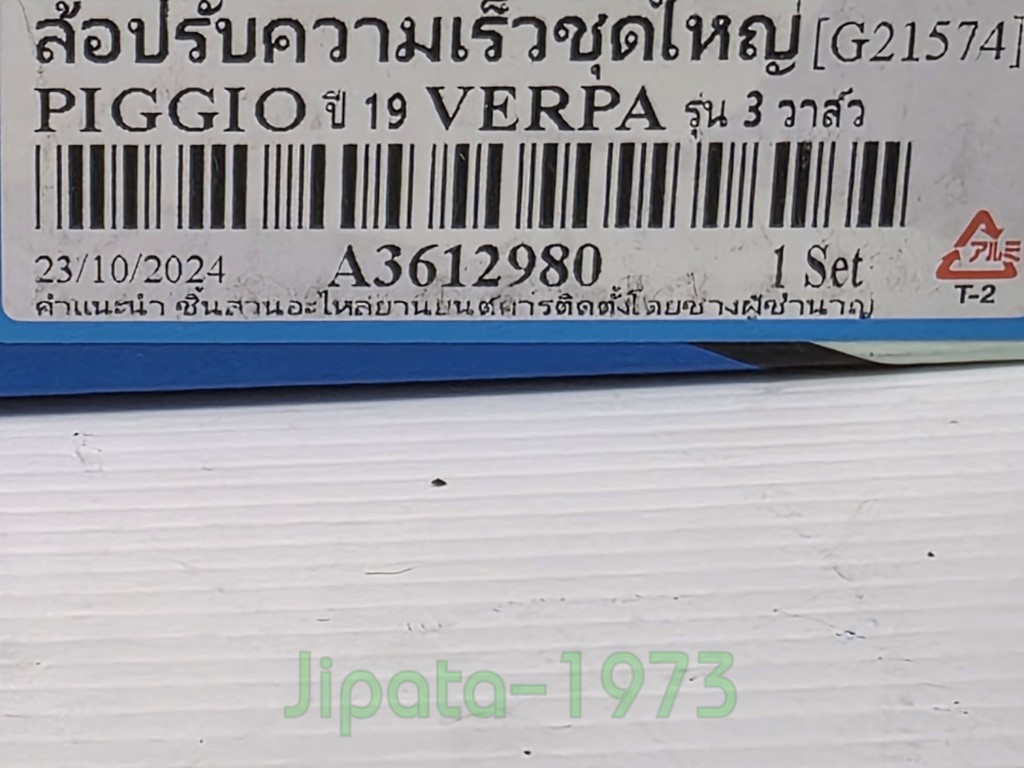 ล้อปรับความเร็วชุดใหญ่ [G21574]
PIGGIO ปี 19 VERPA รุ่น 3 วาล์ว
23/10/2024 A3612980 1 Set
คำแนะนำ ชิ้นส่วนอะไหล่ยานยนต์ควรติดตั้งโดยช่างผู้ชำนาญ
アルミ
T-2
Jipata-1973